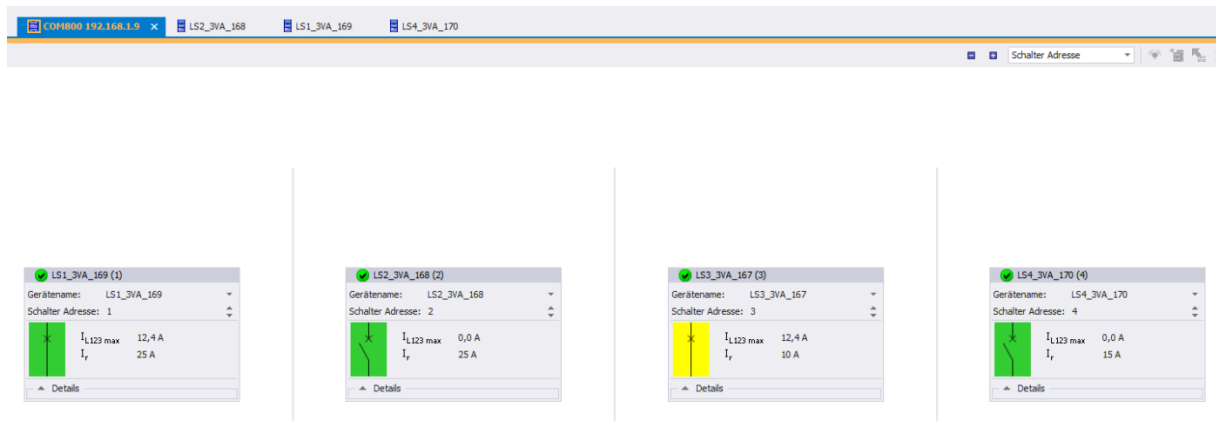 COM800 192.168.1.9 LS2_3VA_168 LS1_3VA_169 LS4_3VA_170
Schalter Adresse
LS1_3VA_169 (1)
Gerätename: LS1_3VA_169
Schalter Adresse: 1
IL123 max 12,4 A
Ir 25 A
Details
LS2_3VA_168 (2)
Gerätename: LS2_3VA_168
Schalter Adresse: 2
IL123 max 0,0 A
Ir 25 A
Details
LS3_3VA_167 (3)
Gerätename: LS3_3VA_167
Schalter Adresse: 3
IL123 max 12,4 A
Ir 10 A
Details
LS4_3VA_170 (4)
Gerätename: LS4_3VA_170
Schalter Adresse: 4
IL123 max 0,0 A
Ir 15 A
Details